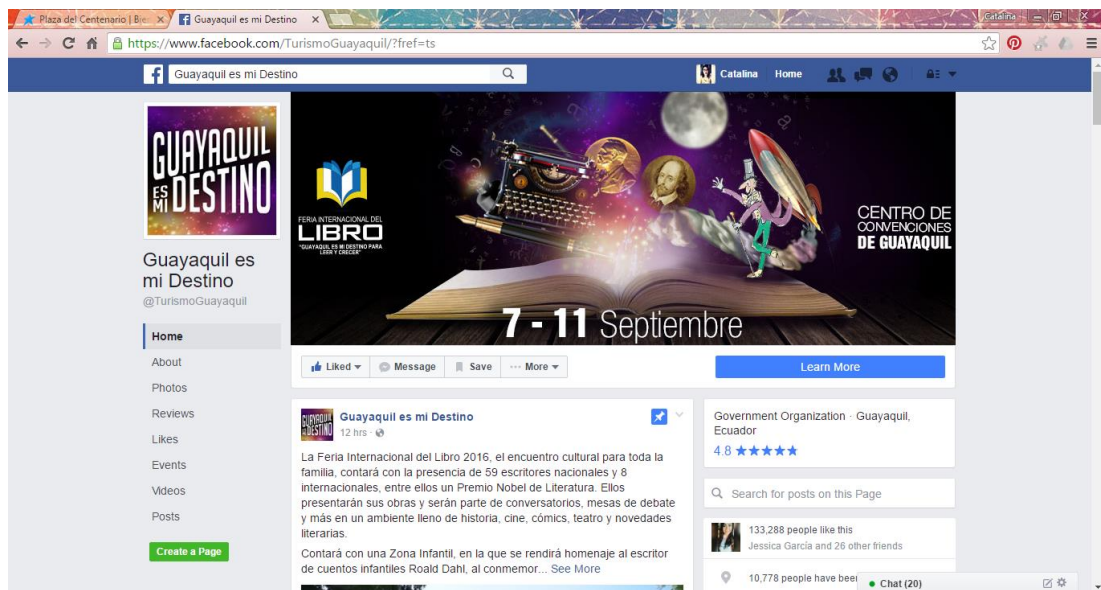 Plaza del Centenario | Bie
Guayaquil es mi Destino
Catalina
https://www.facebook.com/TurismoGuayaquil/?fref=ts
Guayaquil es mi Destino
Catalina Home
GUAYAQUIL
ES MI DESTINO
FERIA INTERNACIONAL DEL
LIBRO
"GUAYAQUIL ES MI DESTINO PARA
LEER Y CRECER"
CENTRO DE
CONVENCIONES
DE GUAYAQUIL
7 - 11 Septiembre
Guayaquil es
mi Destino
@TurismoGuayaquil
Home
About
Photos
Reviews
Likes
Events
Videos
Posts
Create a Page
Liked Message Save More
Learn More
GUAYAQUIL
ES MI DESTINO
Guayaquil es mi Destino
12 hrs ·
La Feria Internacional del Libro 2016, el encuentro cultural para toda la
familia, contará con la presencia de 59 escritores nacionales y 8
internacionales, entre ellos un Premio Nobel de Literatura. Ellos
presentarán sus obras y serán parte de conversatorios, mesas de debate
y más en un ambiente lleno de historia, cine, cómics, teatro y novedades
literarias.
Contará con una Zona Infantil, en la que se rendirá homenaje al escritor
de cuentos infantiles Roald Dahl, al conmemor... See More
Government Organization · Guayaquil,
Ecuador
4.8 ★★★★★
Search for posts on this Page
133,288 people like this
Jessica García and 26 other friends
10,778 people have been
Chat (20)